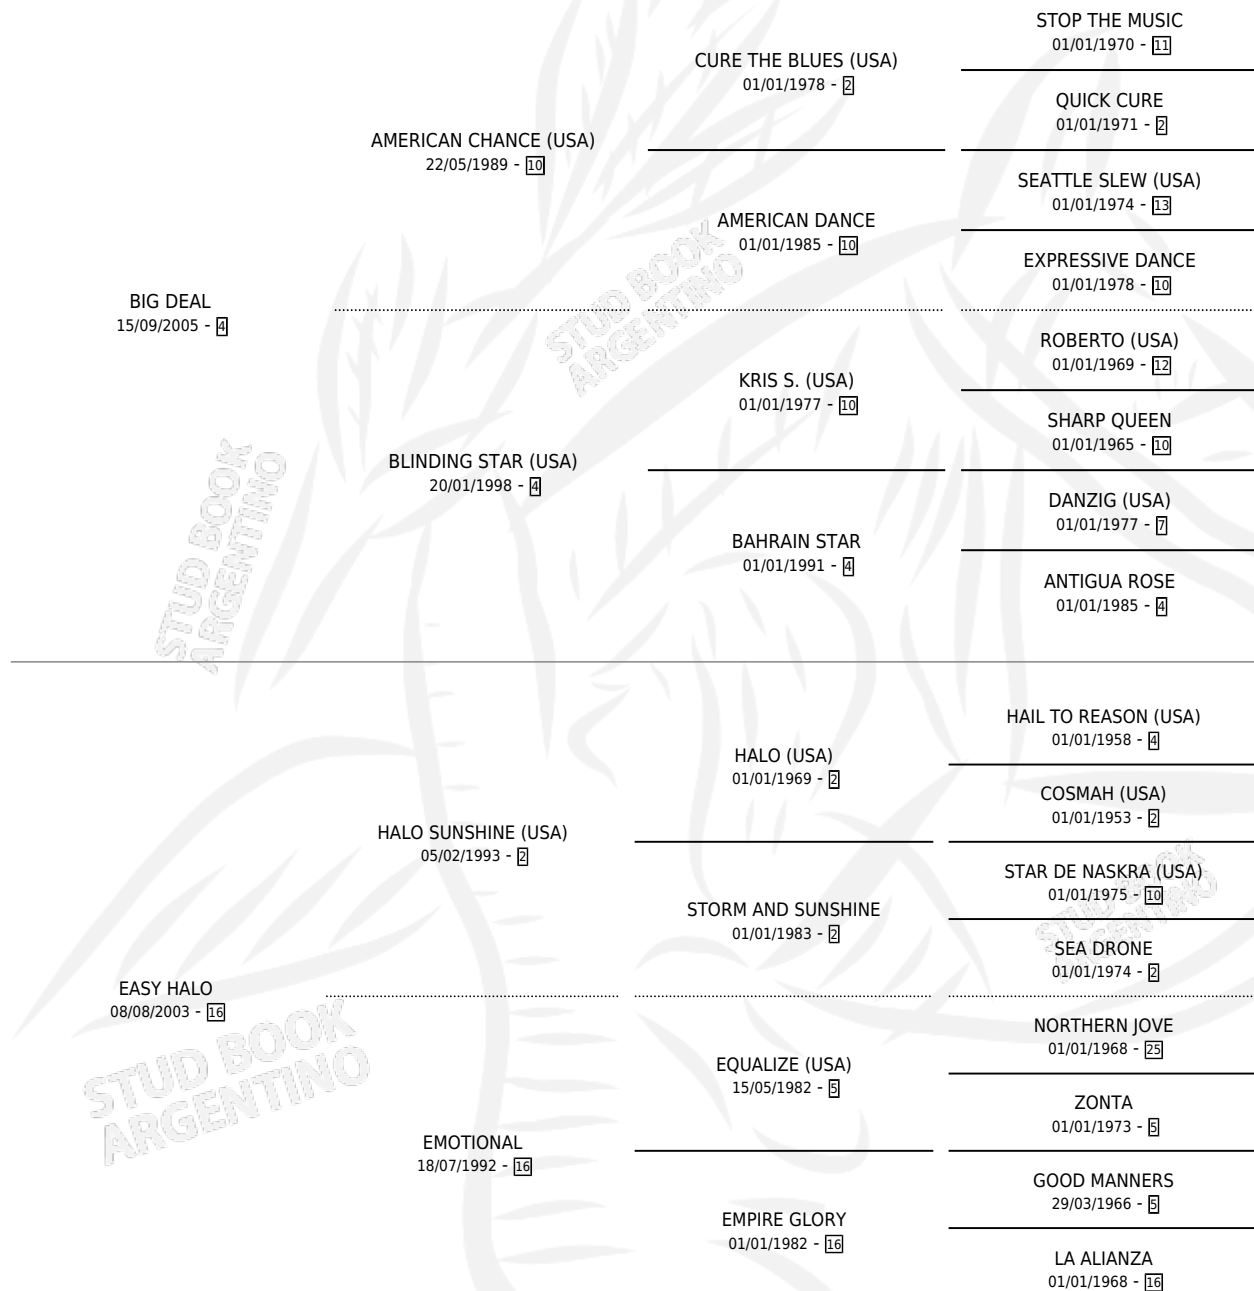 STOP THE MUSIC
01/01/1970 - 11
CURE THE BLUES (USA)
01/01/1978 - 2
QUICK CURE
01/01/1971 - 2
AMERICAN CHANCE (USA)
22/05/1989 - 10
SEATTLE SLEW (USA)
01/01/1974 - 13
AMERICAN DANCE
01/01/1985 - 10
EXPRESSIVE DANCE
01/01/1978 - 10
BIG DEAL
15/09/2005 - 4
STUD BOOK
ARGENTINO
ROBERTO (USA)
01/01/1969 - 12
KRIS S. (USA)
01/01/1977 - 10
SHARP QUEEN
01/01/1965 - 10
BLINDING STAR (USA)
20/01/1998 - 4
DANZIG (USA)
01/01/1977 - 7
BAHRAIN STAR
01/01/1991 - 4
ANTIGUA ROSE
01/01/1985 - 4
STUD BOOK
ARGENTINO
HAIL TO REASON (USA)
01/01/1958 - 4
HALO (USA)
01/01/1969 - 2
COSMAH (USA)
01/01/1953 - 2
HALO SUNSHINE (USA)
05/02/1993 - 2
STAR DE NASKRA (USA)
01/01/1975 - 10
STORM AND SUNSHINE
01/01/1983 - 2
SEA DRONE
01/01/1974 - 2
STUD BOOK
ARGENTINO
EASY HALO
08/08/2003 - 16
STUD BOOK
ARGENTINO
NORTHERN JOVE
01/01/1968 - 25
EQUALIZE (USA)
15/05/1982 - 5
ZONTA
01/01/1973 - 5
EMOTIONAL
18/07/1992 - 16
GOOD MANNERS
29/03/1966 - 5
EMPIRE GLORY
01/01/1982 - 16
LA ALIANZA
01/01/1968 - 16